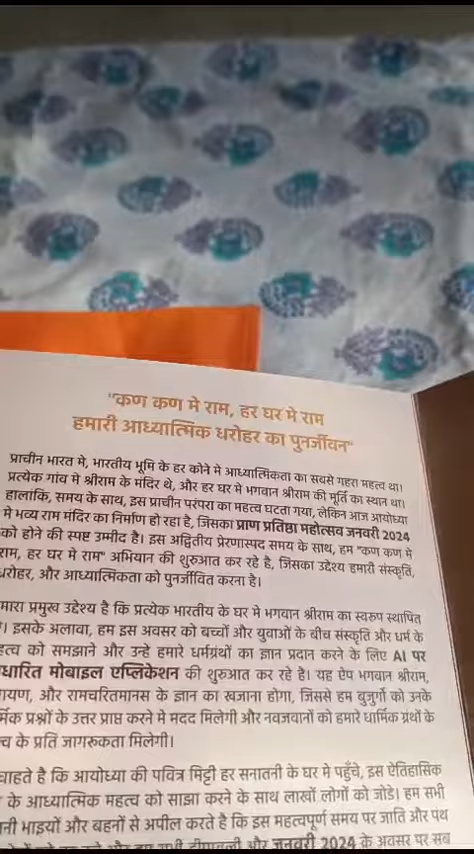 "कण कण मे राम, हर घर मे राम
हमारी आध्यात्मिक धरोहर का पुनर्जीवन"
प्राचीन भारत मे, भारतीय भूमि के हर कोने मे आध्यात्मिकता का सबसे गहरा महत्व था।
प्रत्येक गांव मे श्रीराम के मंदिर थे, और हर घर मे भगवान श्रीराम की मूर्ति का स्थान था।
हालांकि, समय के साथ, इस प्राचीन परंपरा का महत्व घटता गया, लेकिन आज आयोध्या
मे भव्य राम मंदिर का निर्माण हो रहा है, जिसका प्राण प्रतिष्ठा महोत्सव जनवरी 2024
को होने की स्पष्ट उम्मीद है। इस अद्वितीय प्रेरणास्पद समय के साथ, हम "कण कण मे
राम, हर घर मे राम" अभियान की शुरुआत कर रहे है, जिसका उद्देश्य हमारी संस्कृति,
धरोहर, और आध्यात्मिकता को पुनर्जीवित करना है।
मारा प्रमुख उद्देश्य है कि प्रत्येक भारतीय के घर मे भगवान श्रीराम का स्वरूप स्थापित
इसके अलावा, हम इस अवसर को बच्चों और युवाओं के बीच संस्कृति और धर्म के
को समझाने और उन्हे हमारे धर्मग्रंथों का ज्ञान प्रदान करने के लिए AI पर
धारित मोबाइल एप्लिकेशन की शुरुआत कर रहे है। यह ऐप भगवान श्रीराम,
और रामचरितमानस के ज्ञान का खजाना होगा, जिससे हम बुजुर्गो को उनके
प्रश्नों के उत्तर प्राप्त करने मे मदद मिलेगी और नवजवानों को हमारे धार्मिक ग्रंथों के
के प्रति जागरूकता मिलेगी।
चाहते है कि आयोध्या की पवित्र मिट्टी हर सनातनी के घर मे पहुँचे, इस ऐतिहासिक
के आध्यात्मिक महत्व को साझा करने के साथ लाखों लोगों को जोडे। हम सभी
भाइयों और बहनों से अपील करते है कि इस महत्वपूर्ण समय पर जाति और पंथ
और जनवरी 2024 के अवसर पर सब